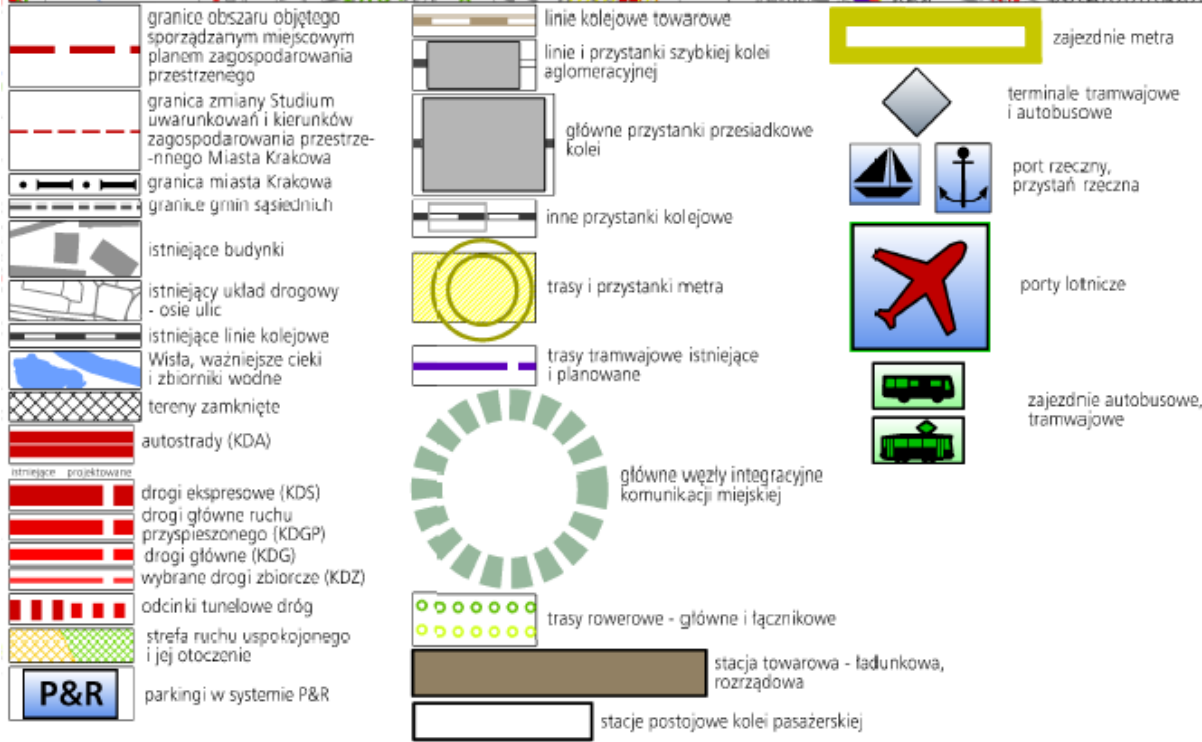 granice obszaru objętego
sporządzanym miejscowym
planem zagospodarowania
przestrzenego
granica zmiany Studium
uwarunkowań i kierunków
zagospodarowania przestrze-
-nnego Miasta Krakowa
granica miasta Krakowa
granice gmin sąsiednich
istniejące budynki
istniejący układ drogowy
- osie ulic
istniejące linie kolejowe
Wisła, ważniejsze cieki
i zbiorniki wodne
tereny zamknięte
autostrady (KDA)
istniejące projektowane
drogi ekspresowe (KDS)
drogi główne ruchu
przyspieszonego (KDGP)
drogi główne (KDG)
wybrane drogi zbiorcze (KDZ)
odcinki tunelowe dróg
strefa ruchu uspokojonego
i jej otoczenie
P&R
parkingi w systemie P&R
linie kolejowe towarowe
linie i przystanki szybkiej kolei
aglomeracyjnej
główne przystanki przesiadkowe
kolei
inne przystanki kolejowe
trasy i przystanki metra
trasy tramwajowe istniejące
i planowane
główne węzły integracyjne
komunikacji miejskiej
trasy rowerowe - główne i łącznikowe
stacja towarowa - ładunkowa,
rozrządowa
stacje postojowe kolei pasażerskiej
zajezdnie metra
terminale tramwajowe
i autobusowe
port rzeczny,
przystań rzeczna
porty lotnicze
zajezdnie autobusowe,
tramwajowe